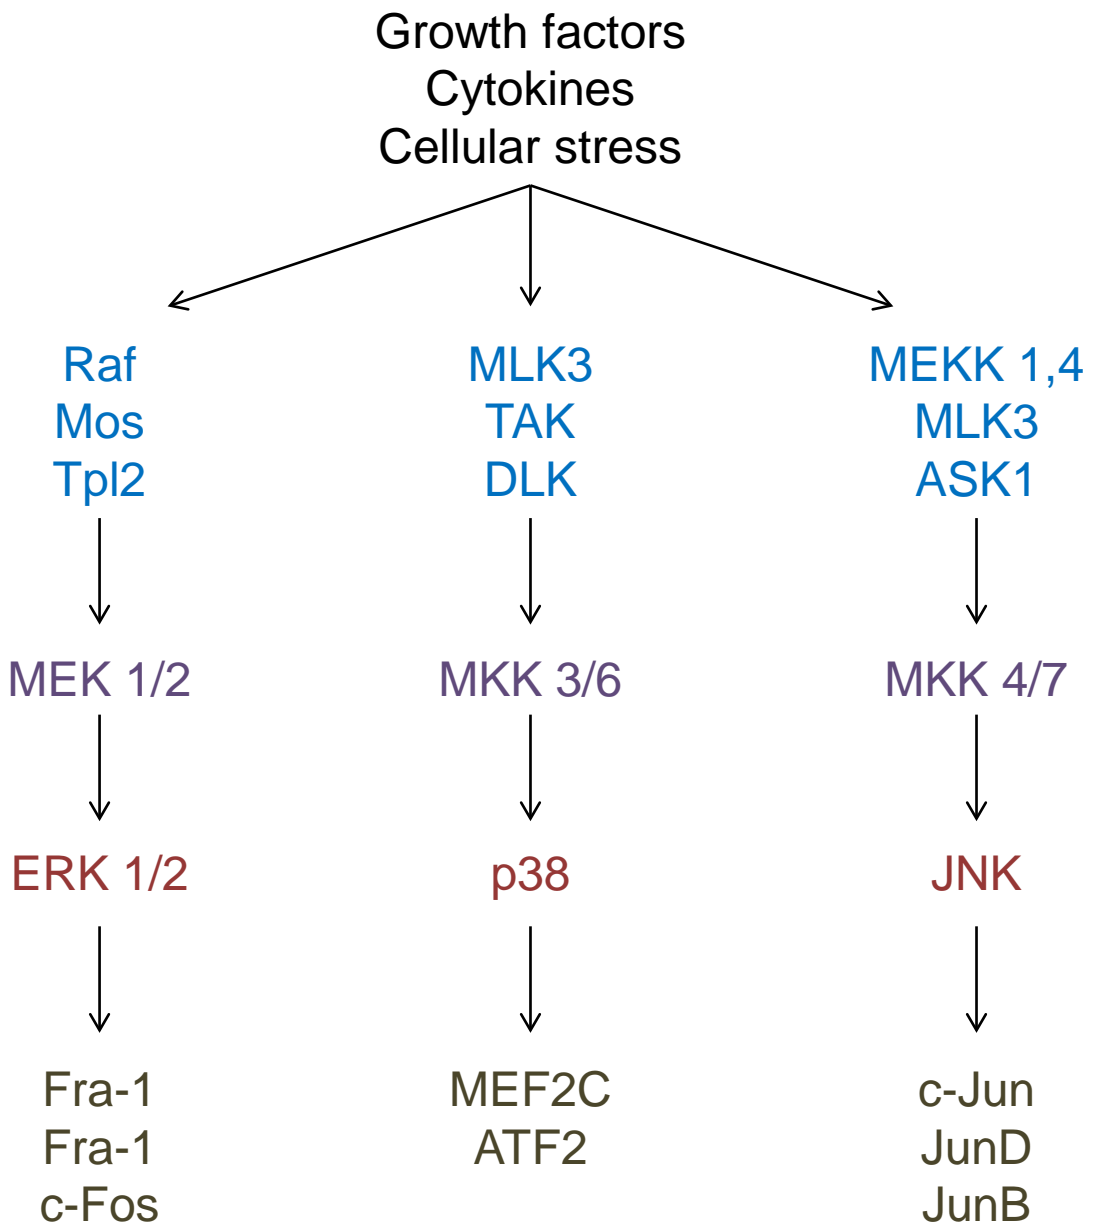 Growth factors
Cytokines
Cellular stress
Raf
Mos
Tpl2
MLK3
TAK
DLK
MEKK 1,4
MLK3
ASK1
MEK 1/2
MKK 3/6
MKK 4/7
ERK 1/2
p38
JNK
Fra-1
Fra-1
c-Fos
MEF2C
ATF2
c-Jun
JunD
JunB